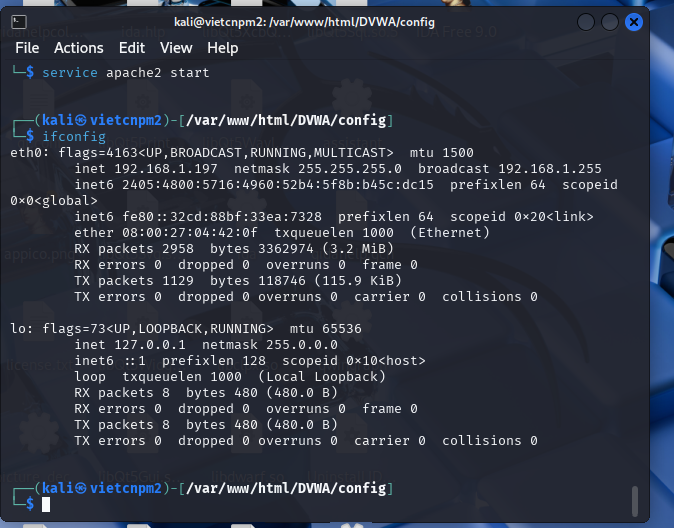 kali@vietcnpm2: /var/www/html/DVWA/config
File Actions Edit View Help
└─$ service apache2 start
┌──(kali㉿vietcnpm2)-[/var/www/html/DVWA/config]
└─$ ifconfig
eth0: flags=4163<UP,BROADCAST,RUNNING,MULTICAST>  mtu 1500
        inet 192.168.1.197  netmask 255.255.255.0  broadcast 192.168.1.255
        inet6 2405:4800:5716:4960:52b4:5f8b:b45c:dc15  prefixlen 64  scopeid
0×0<global>
        inet6 fe80::32cd:88bf:33ea:7328  prefixlen 64  scopeid 0×20<link>
        ether 08:00:27:04:42:0f  txqueuelen 1000  (Ethernet)
        RX packets 2958  bytes 3362974 (3.2 MiB)
        RX errors 0  dropped 0  overruns 0  frame 0
        TX packets 1129  bytes 118746 (115.9 KiB)
        TX errors 0  dropped 0 overruns 0  carrier 0  collisions 0
lo: flags=73<UP,LOOPBACK,RUNNING>  mtu 65536
        inet 127.0.0.1  netmask 255.0.0.0
        inet6 ::1  prefixlen 128  scopeid 0×10<host>
        loop  txqueuelen 1000  (Local Loopback)
        RX packets 8  bytes 480 (480.0 B)
        RX errors 0  dropped 0  overruns 0  frame 0
        TX packets 8  bytes 480 (480.0 B)
        TX errors 0  dropped 0 overruns 0  carrier 0  collisions 0
┌──(kali㉿vietcnpm2)-[/var/www/html/DVWA/config]
└─$